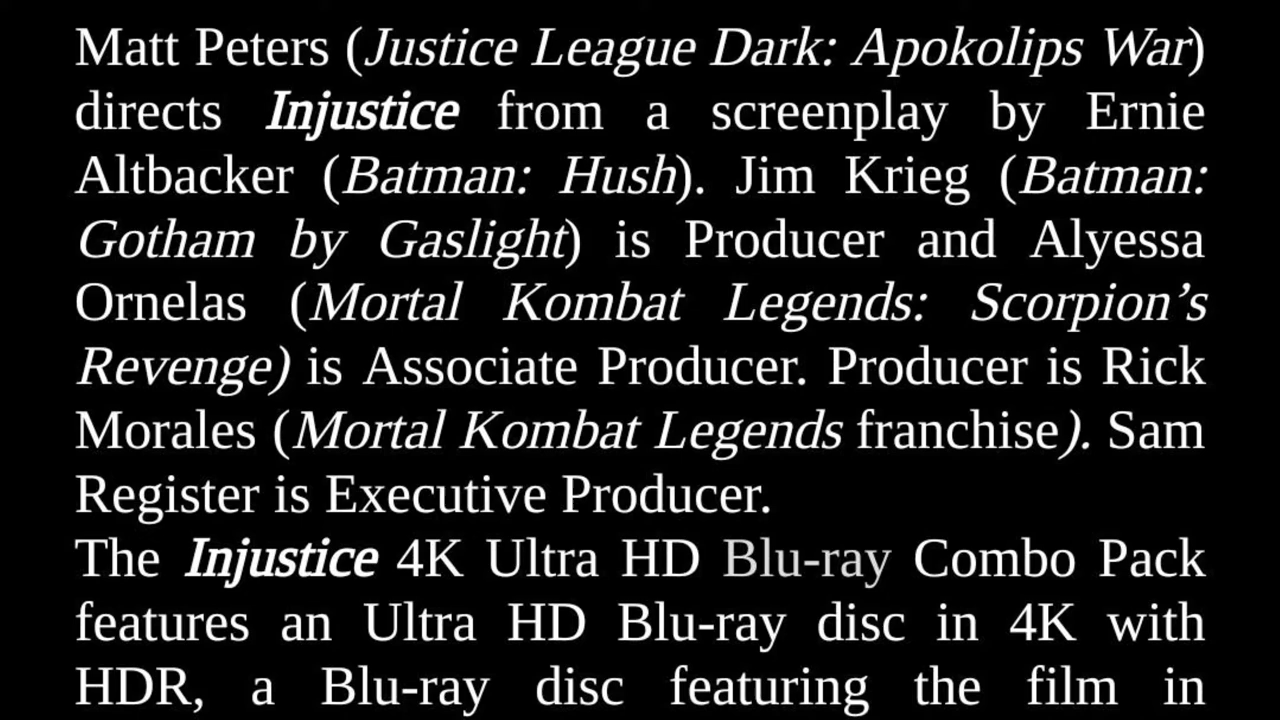 Matt Peters (Justice League Dark: Apokolips War)
directs Injustice from a screenplay by Ernie
Altbacker (Batman: Hush). Jim Krieg (Batman:
Gotham by Gaslight) is Producer and Alyessa
Ornelas (Mortal Kombat Legends: Scorpion’s
Revenge) is Associate Producer. Producer is Rick
Morales (Mortal Kombat Legends franchise). Sam
Register is Executive Producer.
The Injustice 4K Ultra HD Blu-ray Combo Pack
features an Ultra HD Blu-ray disc in 4K with
HDR, a Blu-ray disc featuring the film in